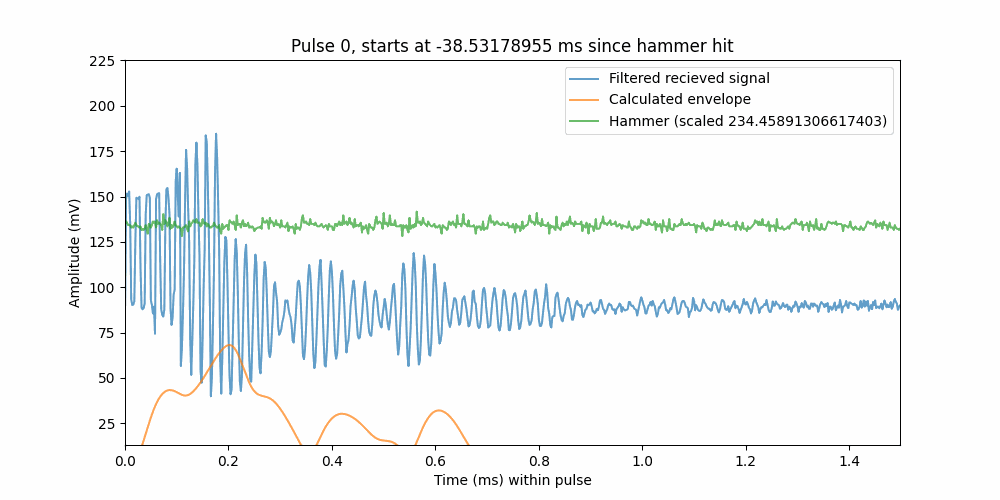 Pulse 0, starts at -38.53178955 ms since hammer hit
Filtered recieved signal
Calculated envelope
Hammer (scaled 234.45891306617403)
Amplitude (mV)
225
200
175
150
125
100
75
50
25
0.0 0.2 0.4 0.6 0.8 1.0 1.2 1.4
Time (ms) within pulse